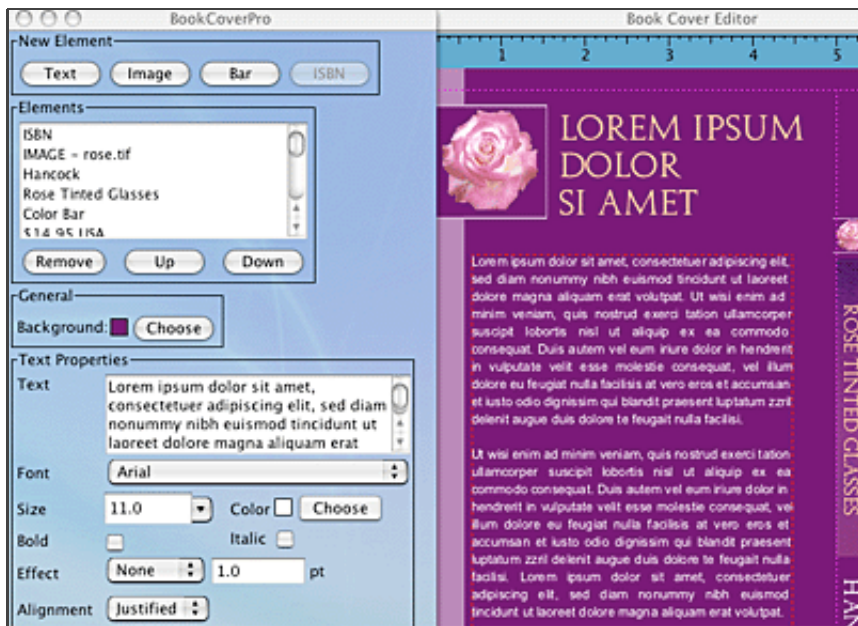 BookCoverPro
New Element
Text Image Bar ISBN
Elements
ISBN
IMAGE - rose.tif
Hancock
Rose Tinted Glasses
Color Bar
$14.95 USA
Remove Up Down
General
Background: Choose
Text Properties
Text
Lorem ipsum dolor sit amet,
consectetuer adipiscing elit, sed diam
nonummy nibh euismod tincidunt ut
laoreet dolore magna aliquam erat
Font Arial
Size 11.0 Color Choose
Bold Italic
Effect None 1.0 pt
Alignment Justified
Book Cover Editor
1 2 3 4 5
LOREM IPSUM
DOLOR
SI AMET
Lorem ipsum dolor sit amet, consectetuer adipiscing elit,
sed diam nonummy nibh euismod tincidunt ut laoreet
dolore magna aliquam erat volutpat. Ut wisi enim ad
minim veniam, quis nostrud exerci tation ullamcorper
suscipit lobortis nisl ut aliquip ex ea commodo
consequat. Duis autem vel eum iriure dolor in hendrerit
in vulputate velit esse molestie consequat, vel illum
dolore eu feugiat nulla facilisis at vero eros et accumsan
et iusto odio dignissim qui blandit praesent luptatum zzril
delenit augue duis dolore te feugait nulla facilisi.
Ut wisi enim ad minim veniam, quis nostrud exerci tation
ullamcorper suscipit lobortis nisl ut aliquip ex ea
commodo consequat. Duis autem vel eum iriure dolor in
hendrerit in vulputate velit esse molestie consequat, vel
illum dolore eu feugiat nulla facilisis at vero eros et
accumsan et iusto odio dignissim qui blandit praesent
luptatum zzril delenit augue duis dolore te feugait nulla
facilisi. Lorem ipsum dolor sit amet, consectetuer
adipiscing elit, sed diam nonummy nibh euismod
tincidunt ut laoreet dolore magna aliquam erat volutpat.
ROSE TINTED GLASSES
HAN